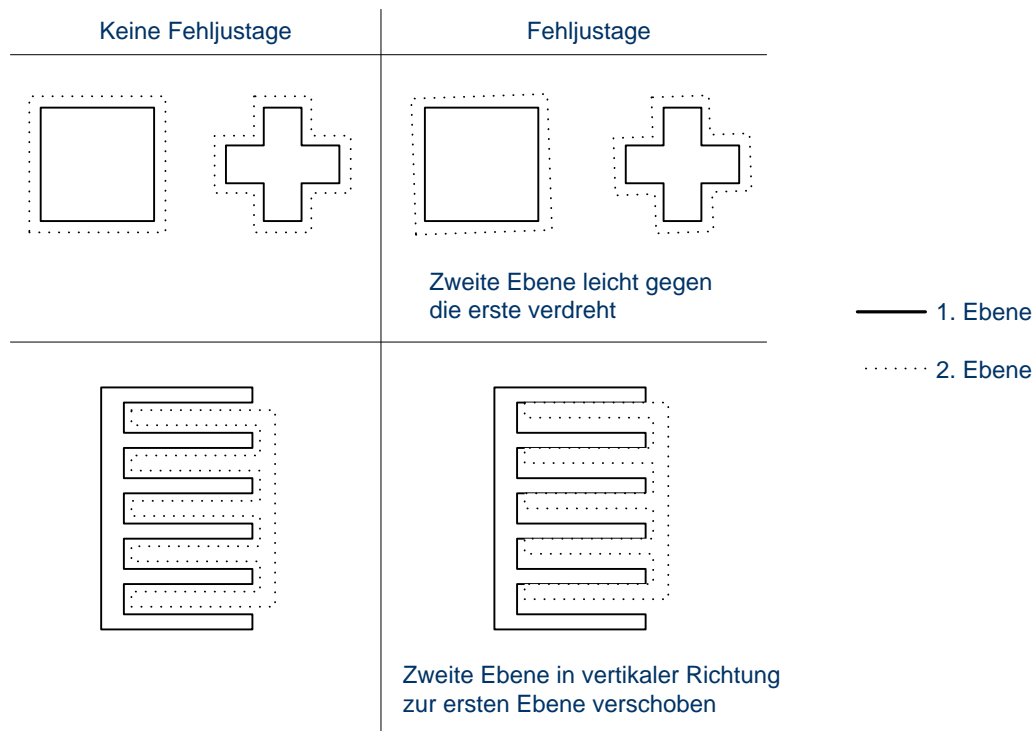 Keine Fehljustage
Fehljustage
Zweite Ebene leicht gegen
die erste verdreht
1. Ebene
2. Ebene
Zweite Ebene in vertikaler Richtung
zur ersten Ebene verschoben